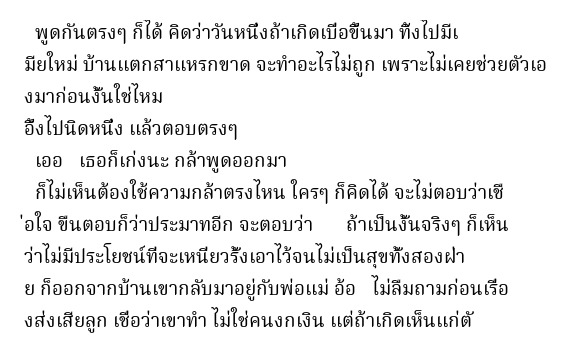 พูดกันตรงๆ ก็ได้ คิดว่าวันหนึ่งถ้าเกิดเบื่อขึ้นมา ทิ้งไปมีเ
มียใหม่ บ้านแตกสาแหรกขาด จะทำอะไรไม่ถูก เพราะไม่เคยช่วยตัวเอ
งมาก่อนงั้นใช่ไหม
อึ้งไปนิดหนึ่ง แล้วตอบตรงๆ
เออ เธอก็เก่งนะ กล้าพูดออกมา
ก็ไม่เห็นต้องใช้ความกล้าตรงไหน ใครๆ ก็คิดได้ จะไม่ตอบว่าเชื
่อใจ ขืนตอบก็ว่าประมาทอีก จะตอบว่า ถ้าเป็นงั้นจริงๆ ก็เห็น
ว่าไม่มีประโยชน์ที่จะเหนี่ยวรั้งเอาไว้จนไม่เป็นสุขทั้งสองฝ่า
ย ก็ออกจากบ้านเขากลับมาอยู่กับพ่อแม่ อ้อ ไม่ลืมถามก่อนเรื่อ
งส่งเสียลูก เชื่อว่าเขาทำ ไม่ใช่คนงกเงิน แต่ถ้าเกิดเห็นแก่ตั